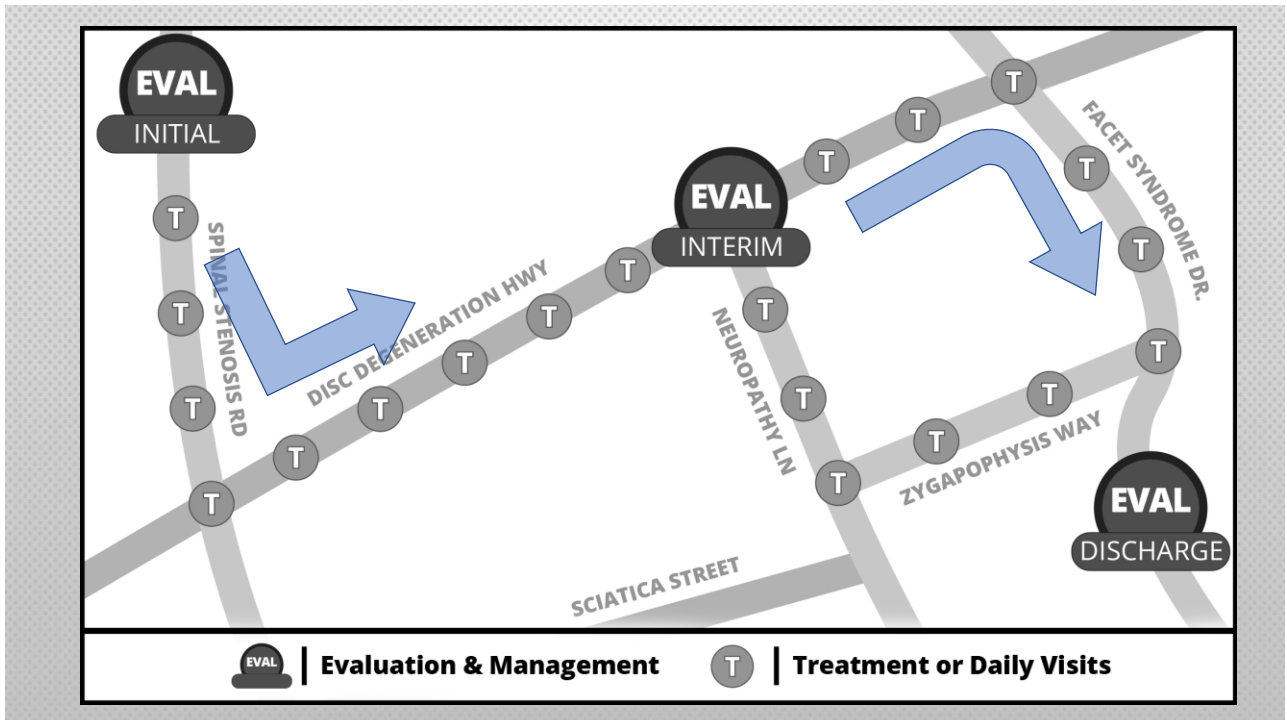 EVAL
INITIAL
T
T
T
T
SPINAL STENOSIS RD
T
T
T
T
T
DISC DEGENERATION HWY
EVAL
INTERIM
T
T
T
FACET SYNDROME DR.
T
T
T
T
T
T
NEUROPATHY LN
T
T
ZYGAPOPHYSIS WAY
SCIATICA STREET
EVAL
DISCHARGE
EVAL | Evaluation & Management
T | Treatment or Daily Visits